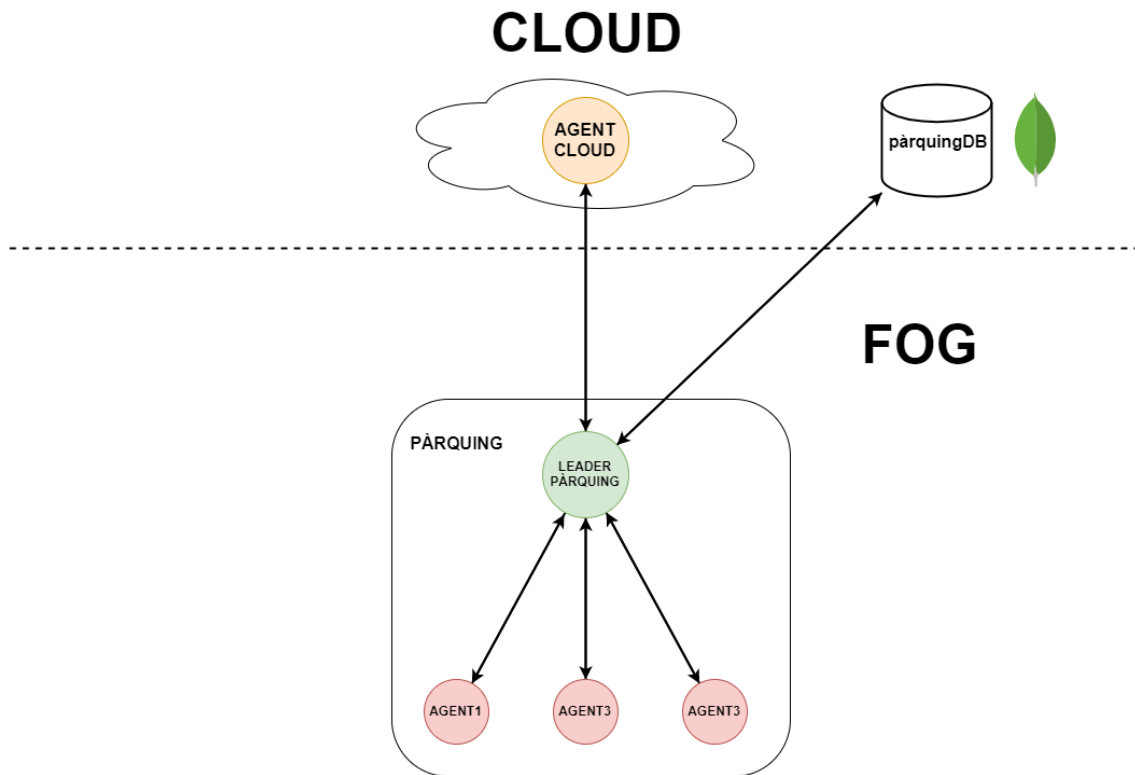 CLOUD
AGENT
CLOUD
pàrquingDB
FOG
PÀRQUING
LEADER
PÀRQUING
AGENT1
AGENT3
AGENT3